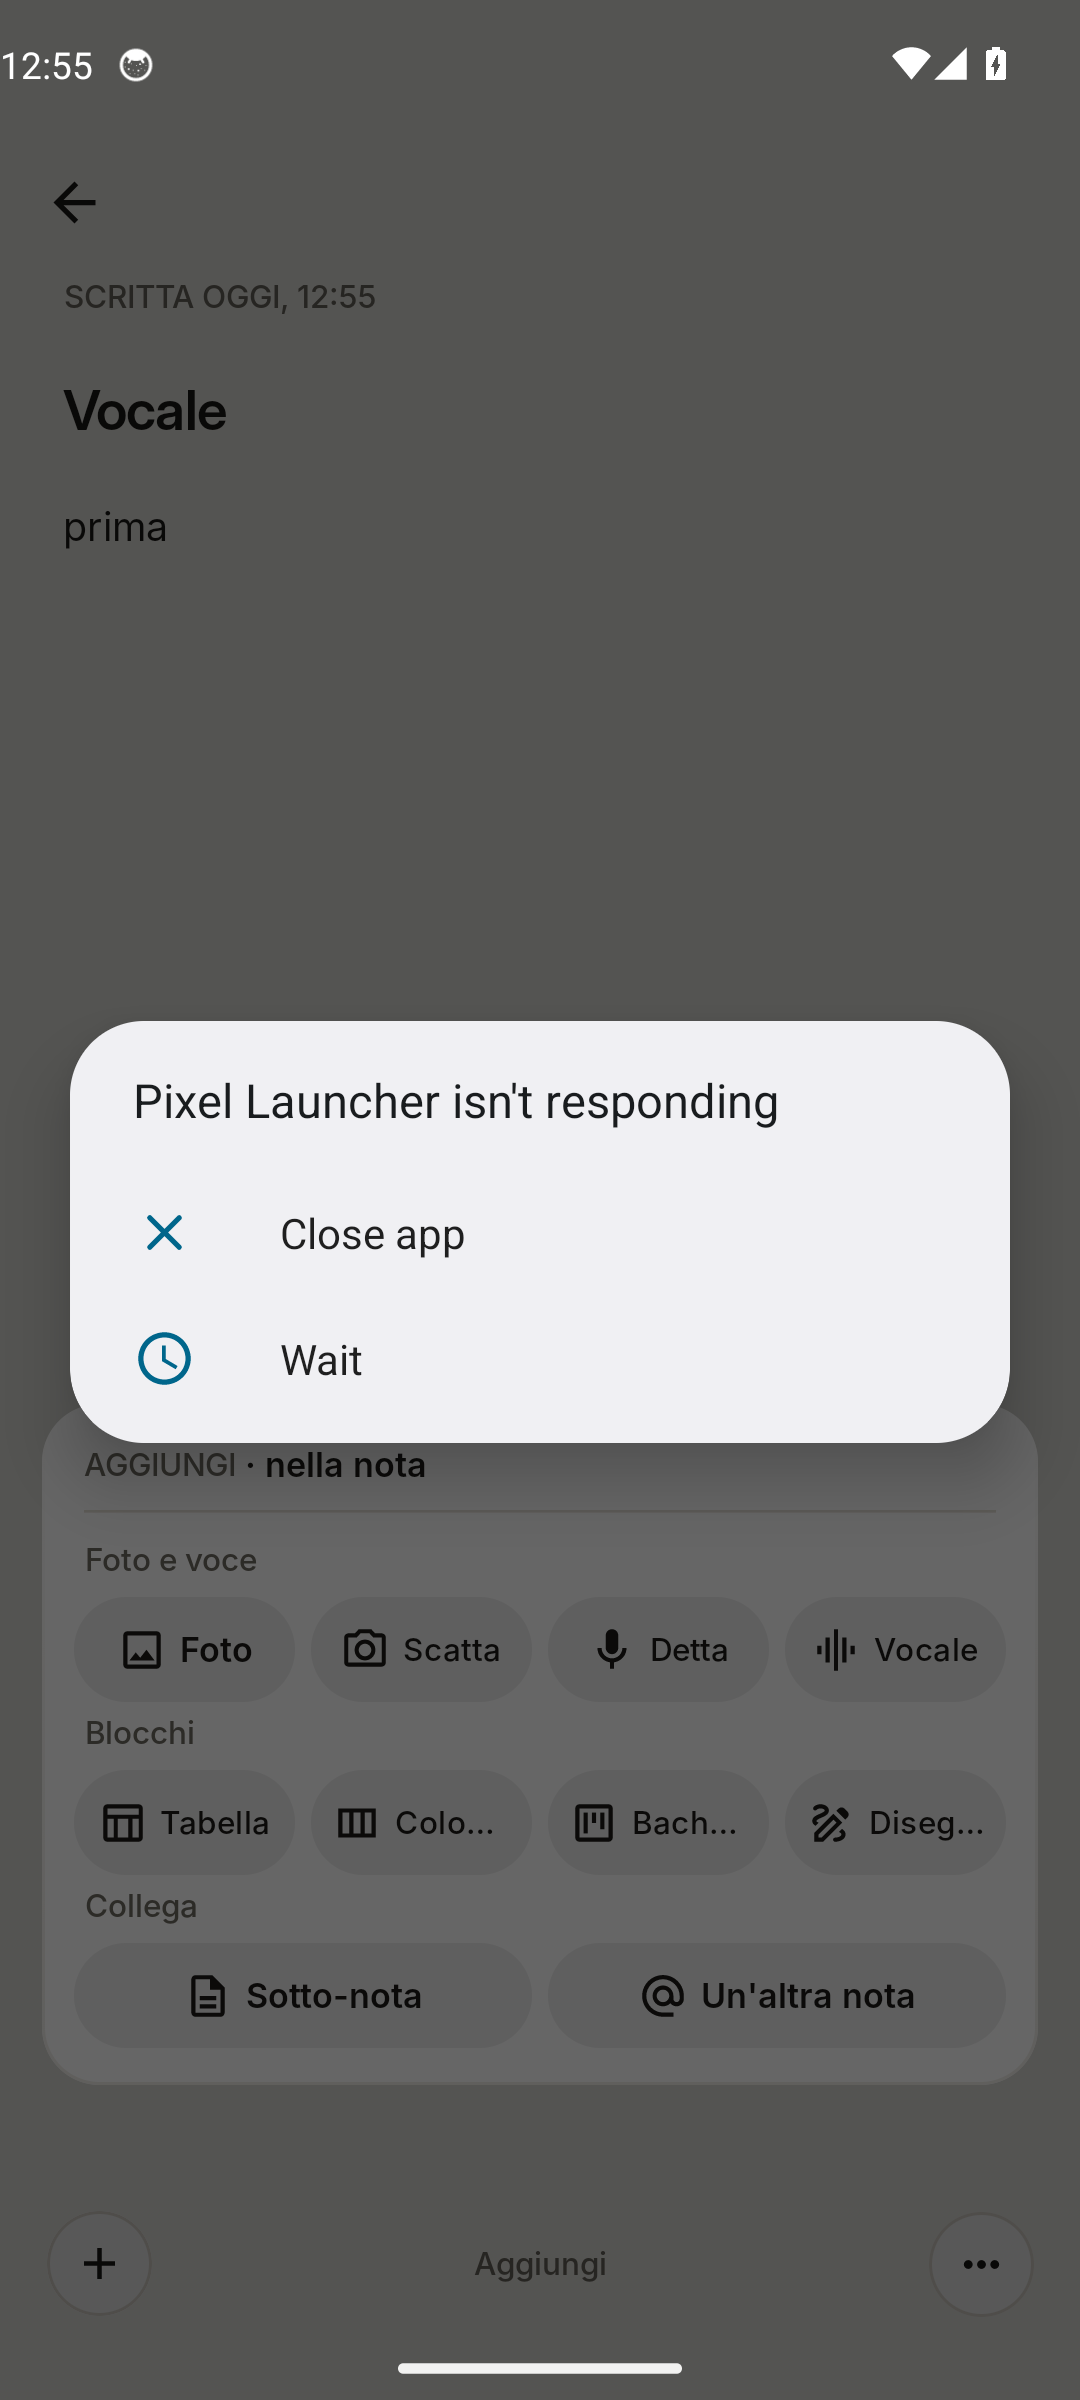 12:55
SCRITTA OGGI, 12:55
Vocale
prima
Pixel Launcher isn't responding
Close app
Wait
AGGIUNGI · nella nota
Foto e voce
Foto Scatta Detta Vocale
Blocchi
Tabella Colo... Bach... Diseg...
Collega
Sotto-nota Un'altra nota
Aggiungi